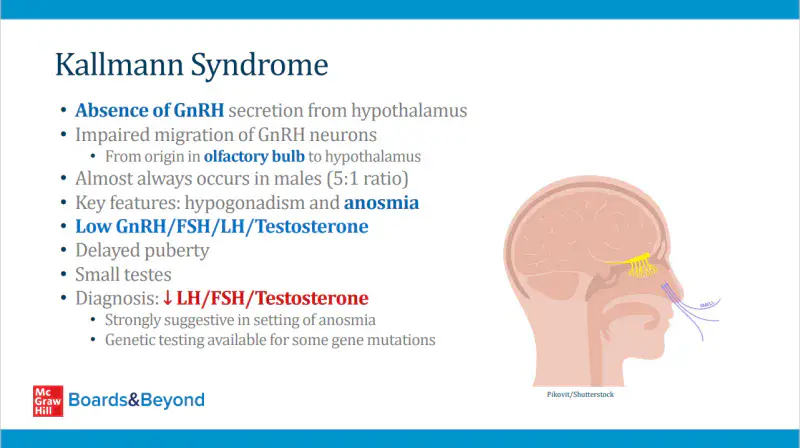 Kallmann Syndrome
• Absence of GnRH secretion from hypothalamus
• Impaired migration of GnRH neurons
• From origin in olfactory bulb to hypothalamus
• Almost always occurs in males (5:1 ratio)
• Key features: hypogonadism and anosmia
• Low GnRH/FSH/LH/Testosterone
• Delayed puberty
• Small testes
• Diagnosis: ↓ LH/FSH/Testosterone
• Strongly suggestive in setting of anosmia
• Genetic testing available for some gene mutations
SMELL
Pikovit/Shutterstock
Mc
Graw
Hill
Boards&Beyond